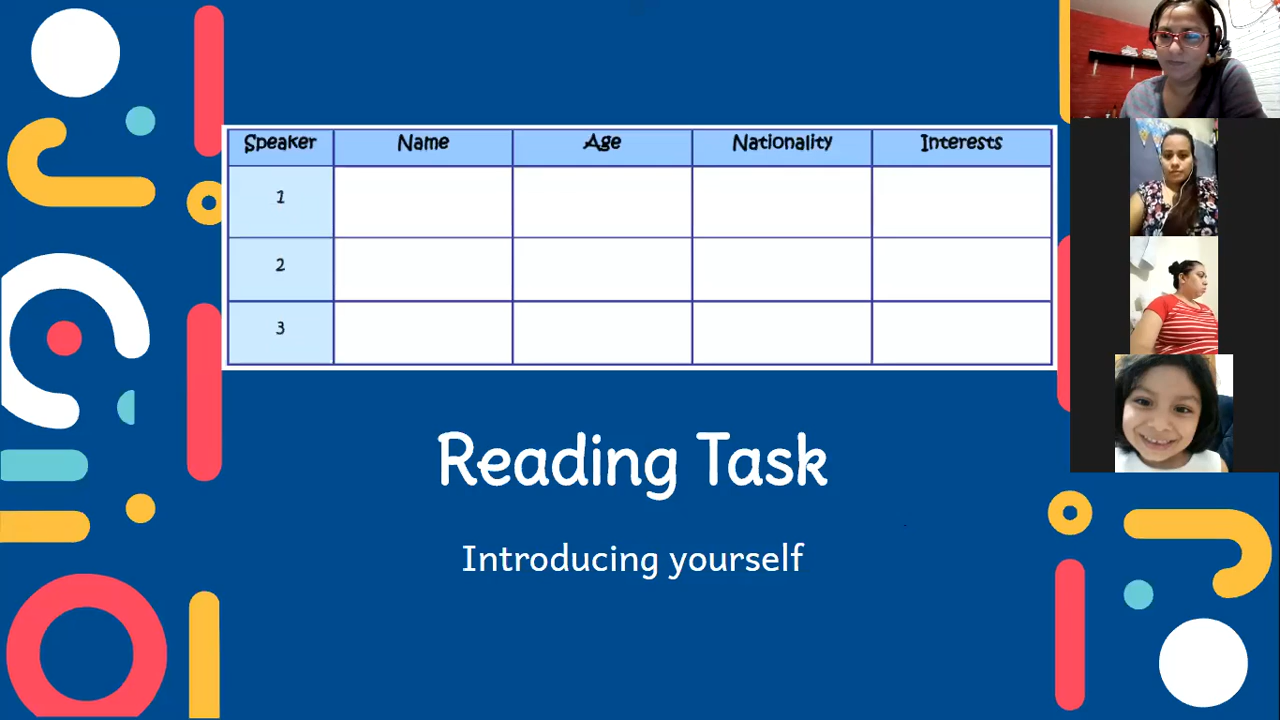 Speaker Name Age Nationality Interests
1
2
3
Reading Task
Introducing yourself